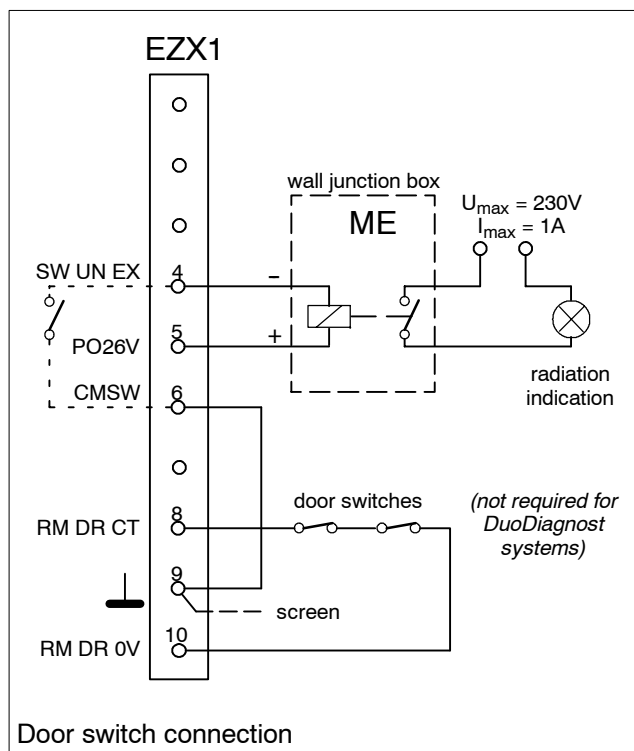 EZX1
wall junction box
ME
Umax = 230V
Imax = 1A
SW UN EX
4
–
5
PO26V
+
CMSW
6
radiation
indication
door switches
(not required for
DuoDiagnost
systems)
RM DR CT
8
9
screen
RM DR 0V
10
Door switch connection